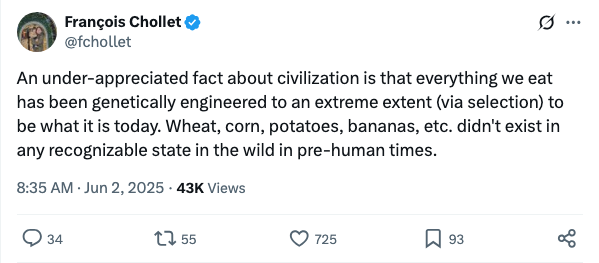 François Chollet
@fchollet
An under-appreciated fact about civilization is that everything we eat
has been genetically engineered to an extreme extent (via selection) to
be what it is today. Wheat, corn, potatoes, bananas, etc. didn't exist in
any recognizable state in the wild in pre-human times.
8:35 AM · Jun 2, 2025 · 43K Views
34 55 725 93